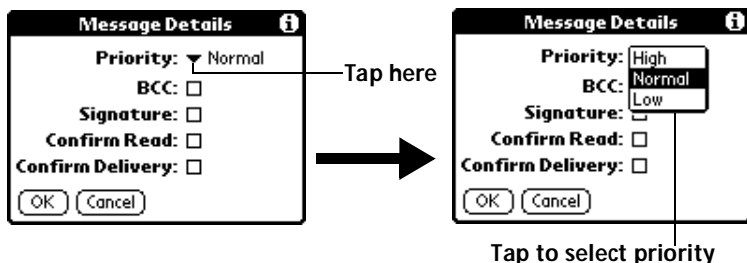 Message Details
Priority: Normal
BCC:
Signature:
Confirm Read:
Confirm Delivery:
OK Cancel
Tap here
Message Details
Priority: High
Normal
Low
BCC:
Signature:
Confirm Read:
Confirm Delivery:
OK Cancel
Tap to select priority